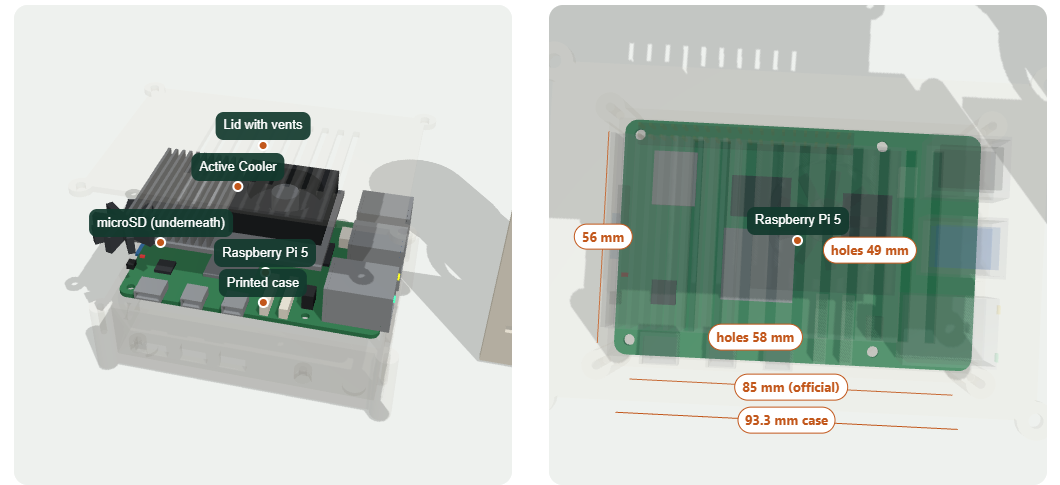 Lid with vents
Active Cooler
microSD (underneath)
Raspberry Pi 5
Printed case
Raspberry Pi 5
56 mm
holes 49 mm
holes 58 mm
85 mm (official)
93.3 mm case